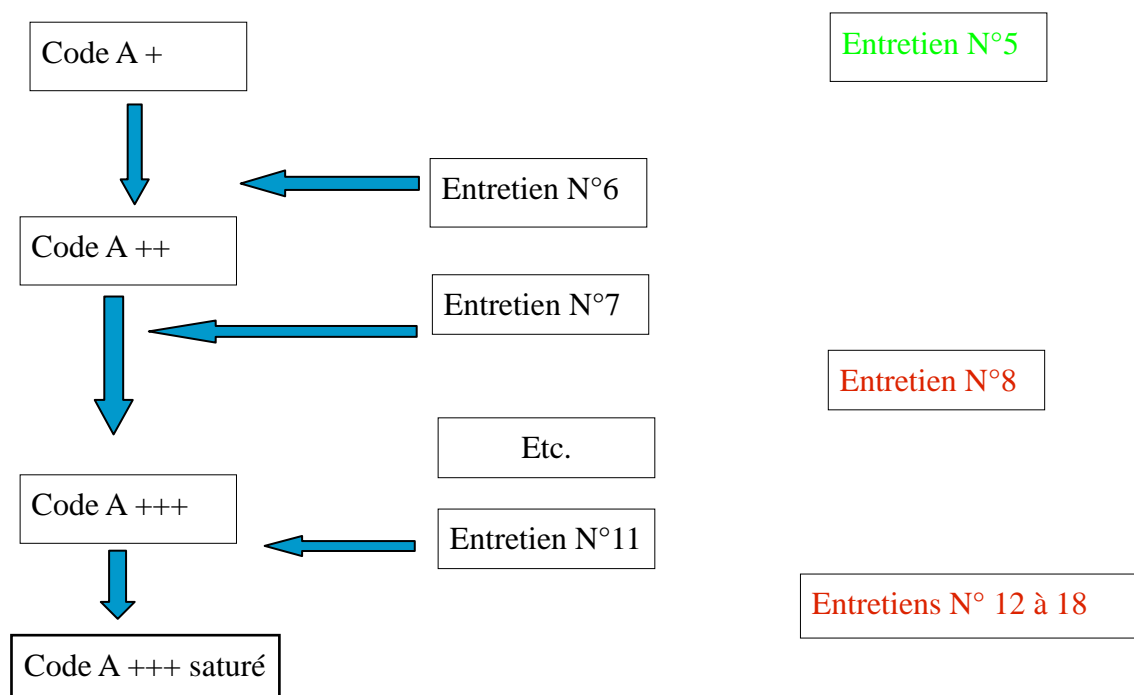 Code A +
Entretien N°5
Entretien N°6
Code A ++
Entretien N°7
Entretien N°8
Etc.
Code A +++
Entretien N°11
Entretiens N° 12 à 18
Code A +++ saturé